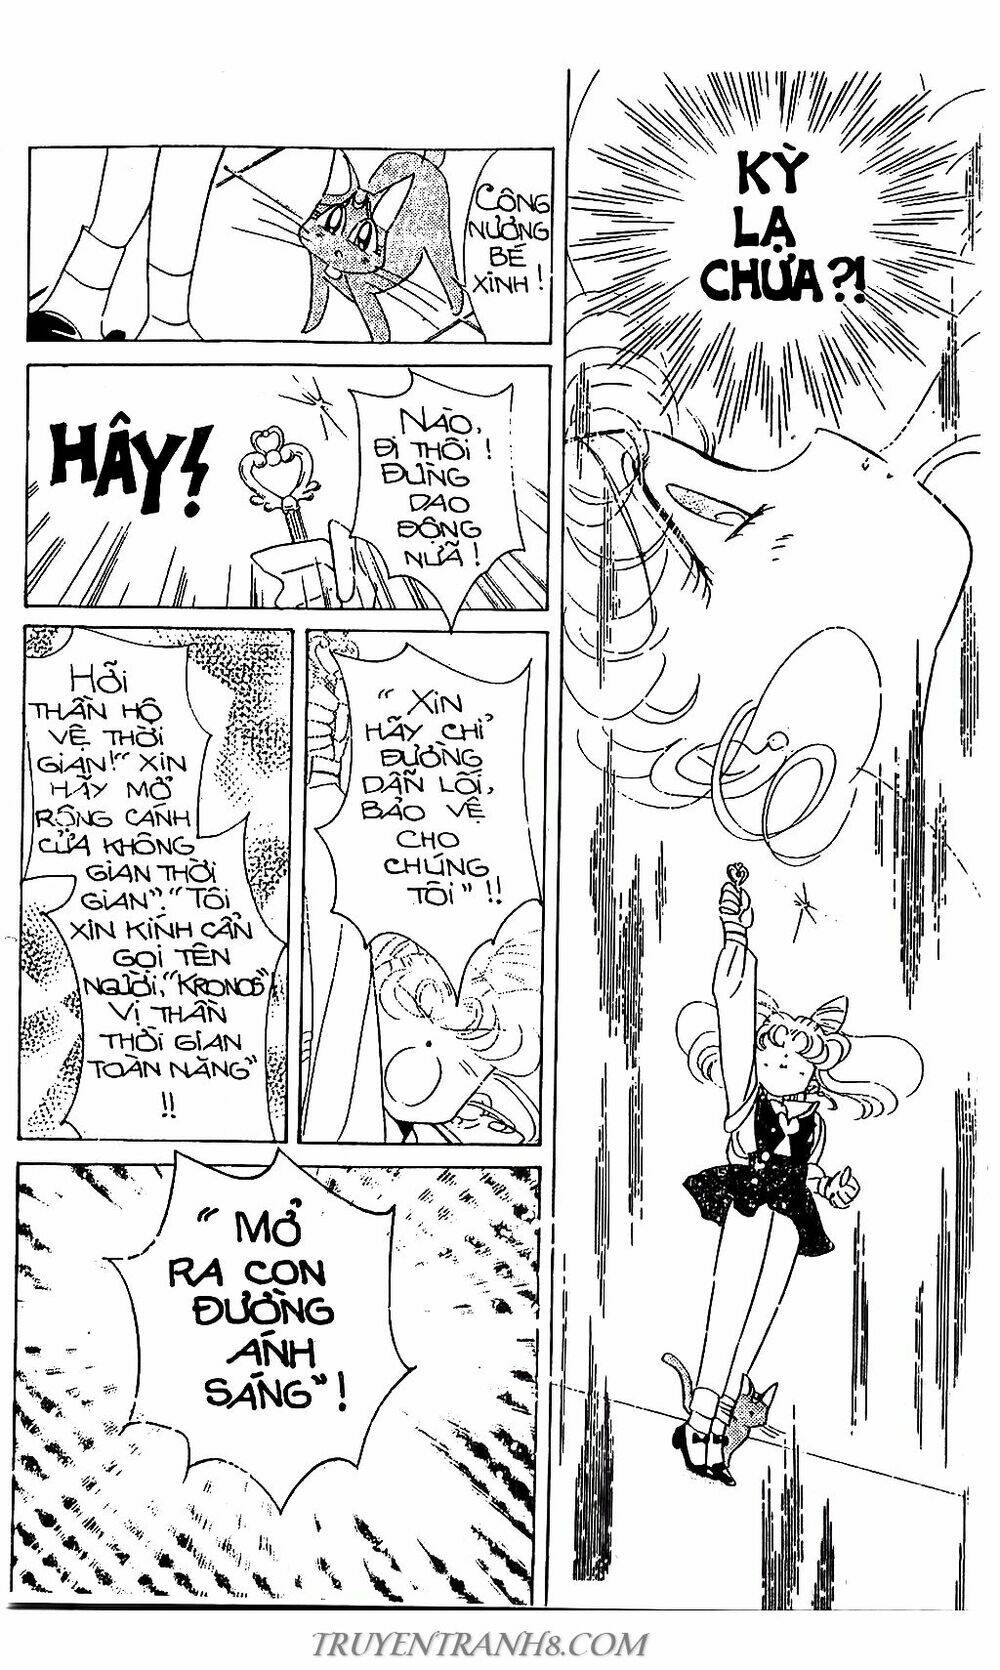 KỲ
LẠ
CHƯA?!
CÔNG
NƯƠNG
BÉ
XINH!
HÂY!
NÀO,
ĐI THÔI!
ĐỪNG
DAO
ĐỘNG
NƯÃ!
"XIN
HÃY CHỈ
ĐƯỜNG
DẪN LỐI,
BẢO VỆ
CHO
CHÚNG
TÔI"!!
HỠI
THẦN HỘ
VỆ THỜI
GIAN!" XIN
HÃY MỞ
RỘNG CÁNH
CỬA KHÔNG
GIAN THỜI
GIAN"."TÔI
XIN KÍNH CẨN
GỌI TÊN
NGƯỜI,"KRONOS"
VỊ THẦN
THỜI GIAN
TOÀN NĂNG"
!!
"MỞ
RA CON
ĐƯỜNG
ÁNH
SÁNG"!
TRUYENTRANH8.COM